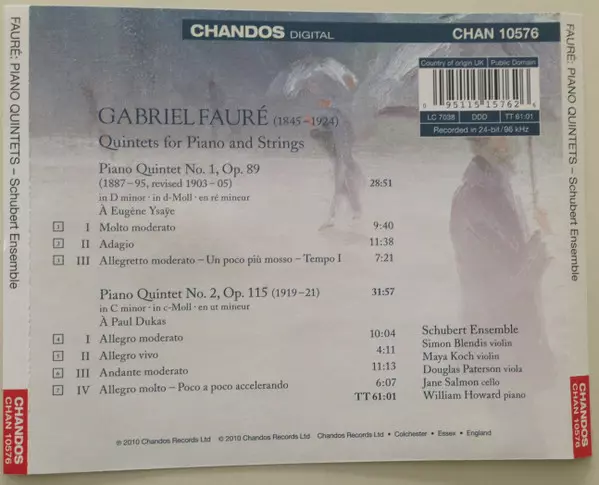 CHANDOS DIGITAL CHAN 10576
Country of origin UK Public Domain
0 95115 15762 6
LC 7038 DDD TT 61:01
Recorded in 24-bit/96 kHz
GABRIEL FAURÉ (1845–1924)
Quintets for Piano and Strings
Piano Quintet No. 1, Op. 89 28:51
(1887–95, revised 1903–05)
in D minor · in d-Moll · en ré mineur
À Eugène Ysaÿe
1 I Molto moderato 9:40
2 II Adagio 11:38
3 III Allegretto moderato – Un poco più mosso – Tempo I 7:21
Piano Quintet No. 2, Op. 115 (1919–21) 31:57
in C minor · in c-Moll · en ut mineur
À Paul Dukas
4 I Allegro moderato 10:04
5 II Allegro vivo 4:11
6 III Andante moderato 11:13
7 IV Allegro molto – Poco a poco accelerando 6:07
TT 61:01
Schubert Ensemble
Simon Blendis violin
Maya Koch violin
Douglas Paterson viola
Jane Salmon cello
William Howard piano
℗ 2010 Chandos Records Ltd © 2010 Chandos Records Ltd Chandos Records Ltd • Colchester • Essex • England
FAURÉ: PIANO QUINTETS – Schubert Ensemble
CHANDOS
CHAN 10576
FAURÉ: PIANO QUINTETS – Schubert Ensemble
CHANDOS
CHAN 10576